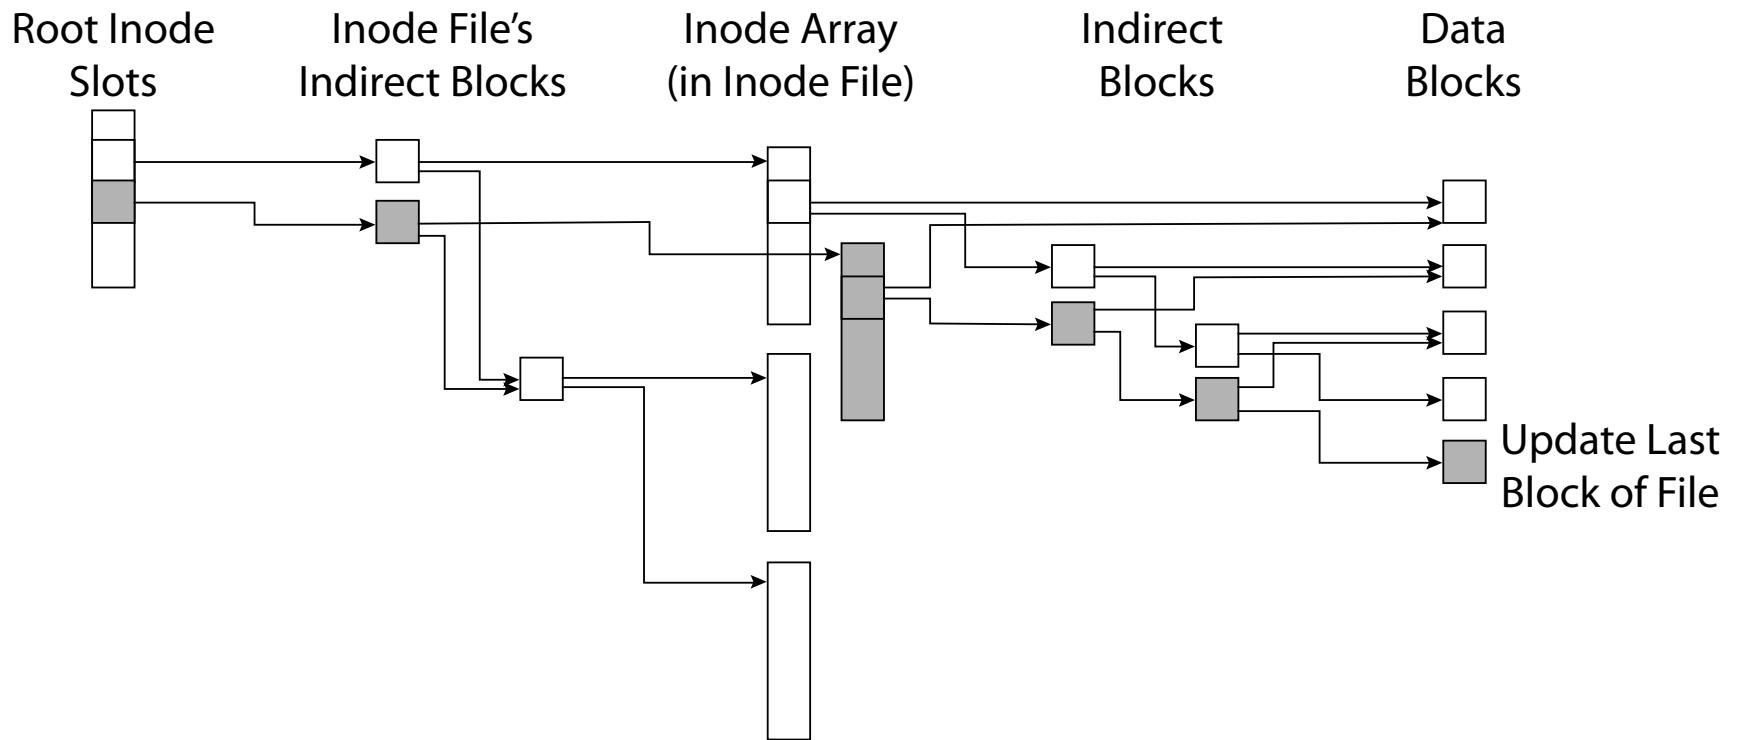 Root Inode
Slots
Inode File’s
Indirect Blocks
Inode Array
(in Inode File)
Indirect
Blocks
Data
Blocks
Update Last
Block of File